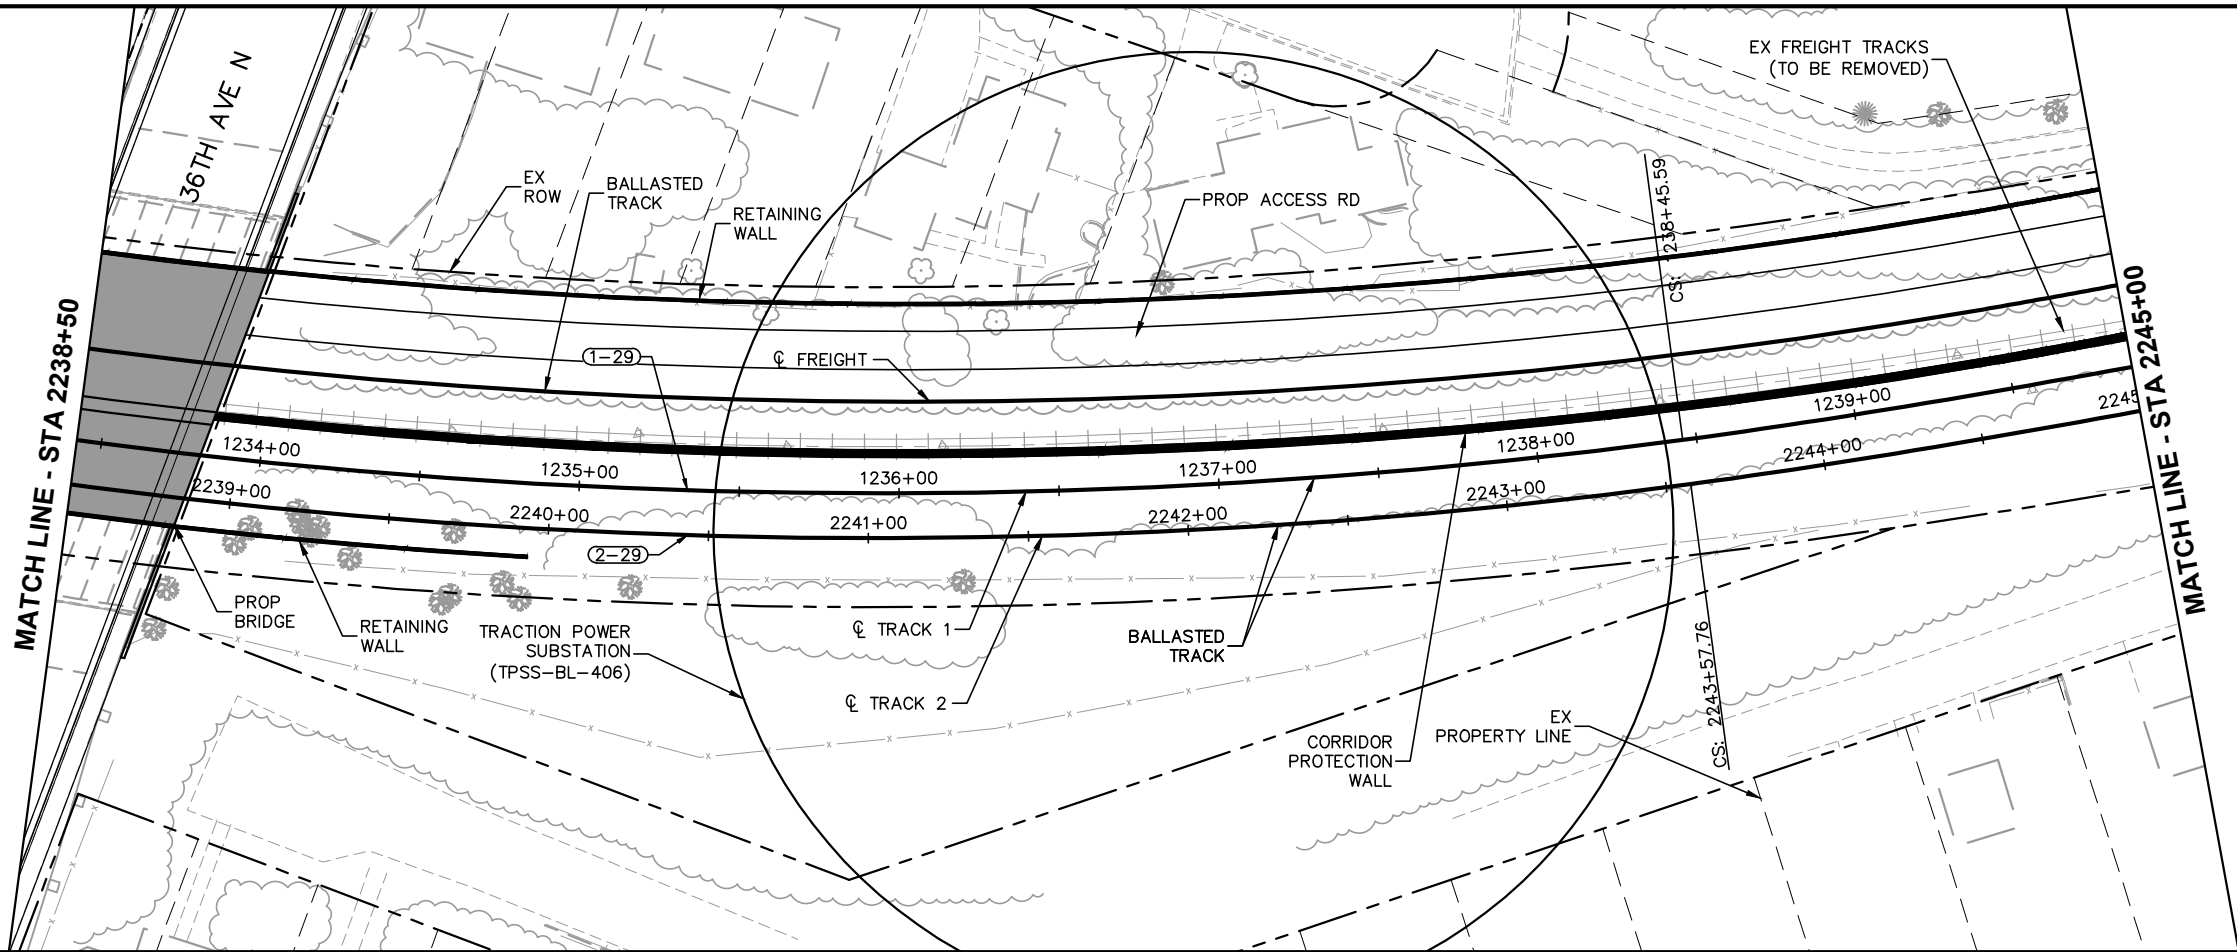 EX FREIGHT TRACKS
(TO BE REMOVED)
36TH AVE N
EX
ROW
BALLASTED
TRACK
RETAINING
WALL
PROP ACCESS RD
CS: 1238+45.59
MATCH LINE - STA 2238+50
MATCH LINE - STA 2245+00
1-29
℄ FREIGHT
1234+00
1235+00
1236+00
1237+00
1238+00
1239+00
2239+00
2240+00
2241+00
2242+00
2243+00
2244+00
2245
2-29
PROP
BRIDGE
RETAINING
WALL
TRACTION POWER
SUBSTATION
(TPSS-BL-406)
℄ TRACK 1
℄ TRACK 2
BALLASTED
TRACK
CORRIDOR
PROTECTION
WALL
EX
PROPERTY LINE
CS: 2243+57.76